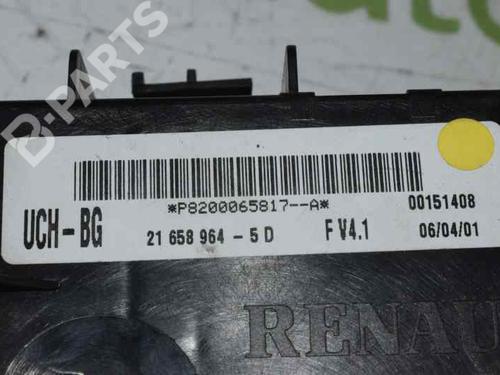 B-PARTS
*P8200065817--A*
00151408
UCH-BG
21 658 964 - 5 D
F V4.1
06/04/01
RENAU